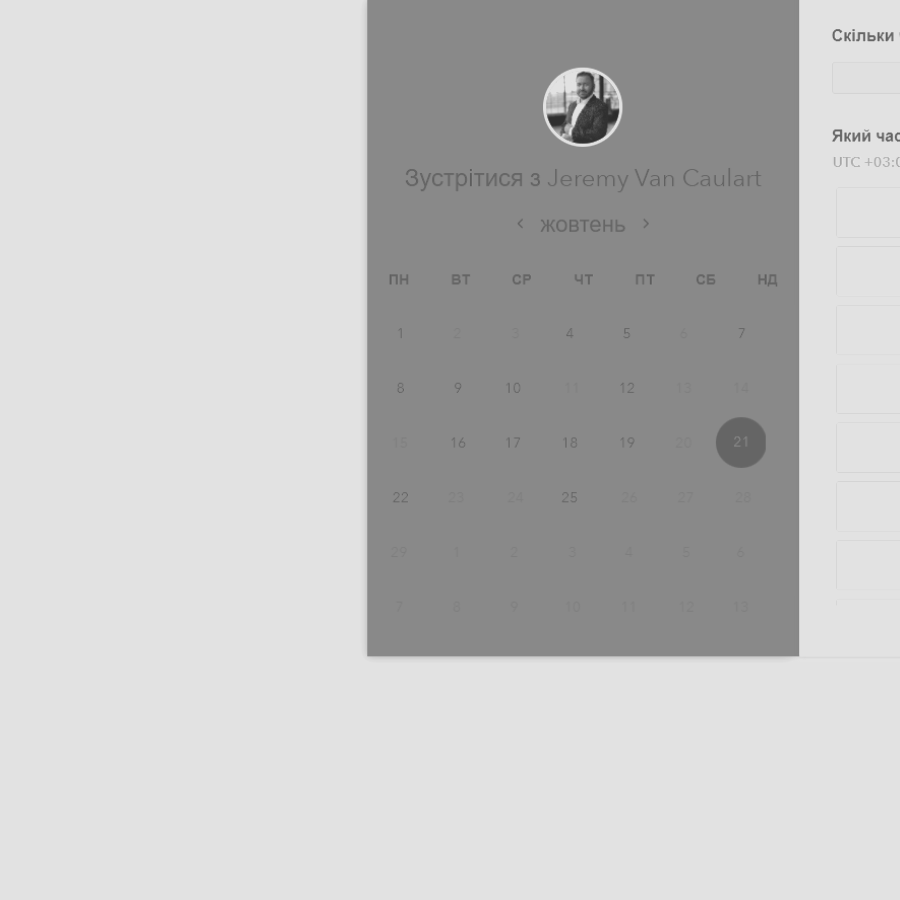 Зустрітися з Jeremy Van Caulart
‹ жовтень ›
ПН ВТ СР ЧТ ПТ СБ НД
1 2 3 4 5 6 7
8 9 10 11 12 13 14
15 16 17 18 19 20 21
22 23 24 25 26 27 28
29 1 2 3 4 5 6
7 8 9 10 11 12 13
Скільки
Який час
UTC +03:0